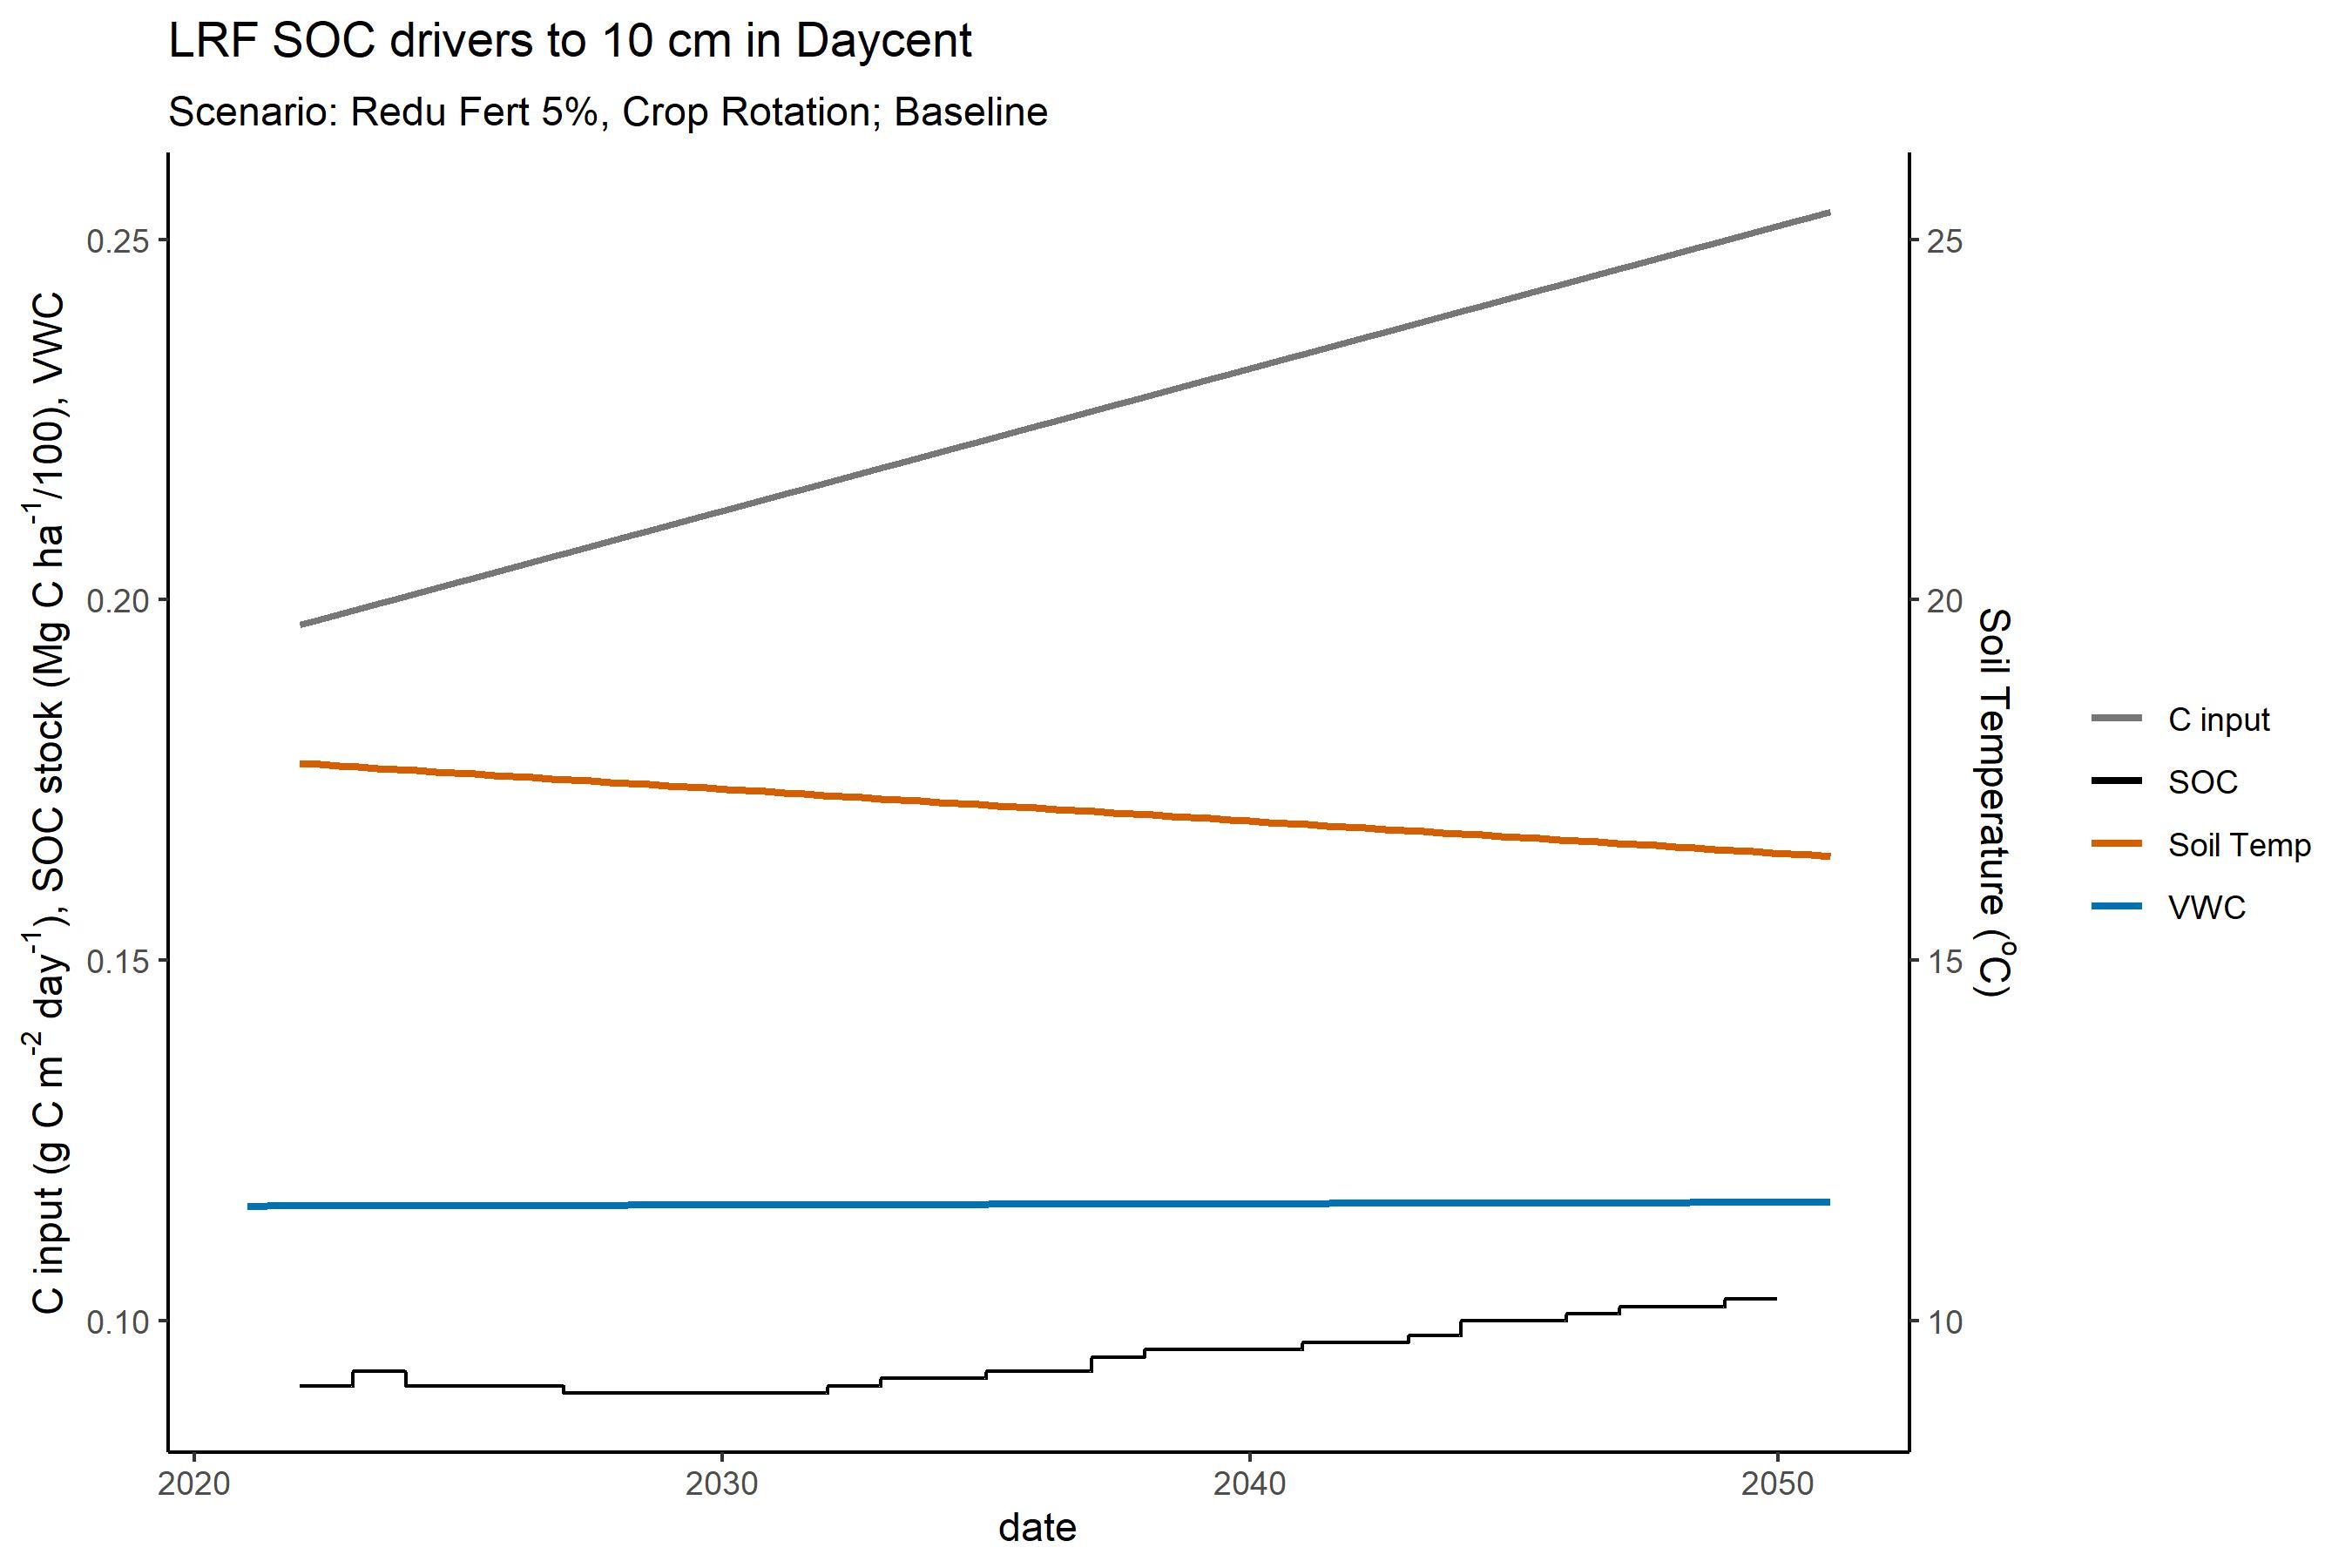 LRF SOC drivers to 10 cm in Daycent
Scenario: Redu Fert 5%, Crop Rotation; Baseline
C input (g C m⁻² day⁻¹), SOC stock (Mg C ha⁻¹/100), VWC
0.25
0.20
0.15
0.10
25
20
15
10
Soil Temperature (ºC)
C input
SOC
Soil Temp
VWC
2020
2030
2040
2050
date